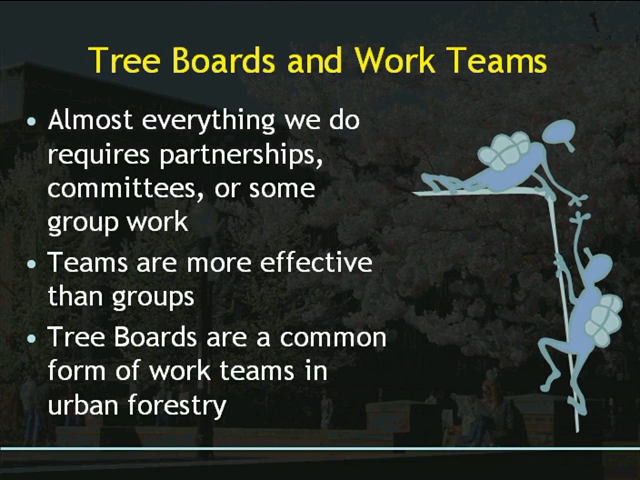 Tree Boards and Work Teams
• Almost everything we do
requires partnerships,
committees, or some
group work
• Teams are more effective
than groups
• Tree Boards are a common
form of work teams in
urban forestry